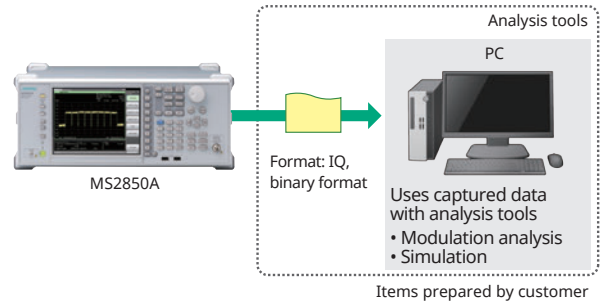 Analysis tools
PC
Format: IQ,
binary format
MS2850A
Uses captured data
with analysis tools
• Modulation analysis
• Simulation
Items prepared by customer